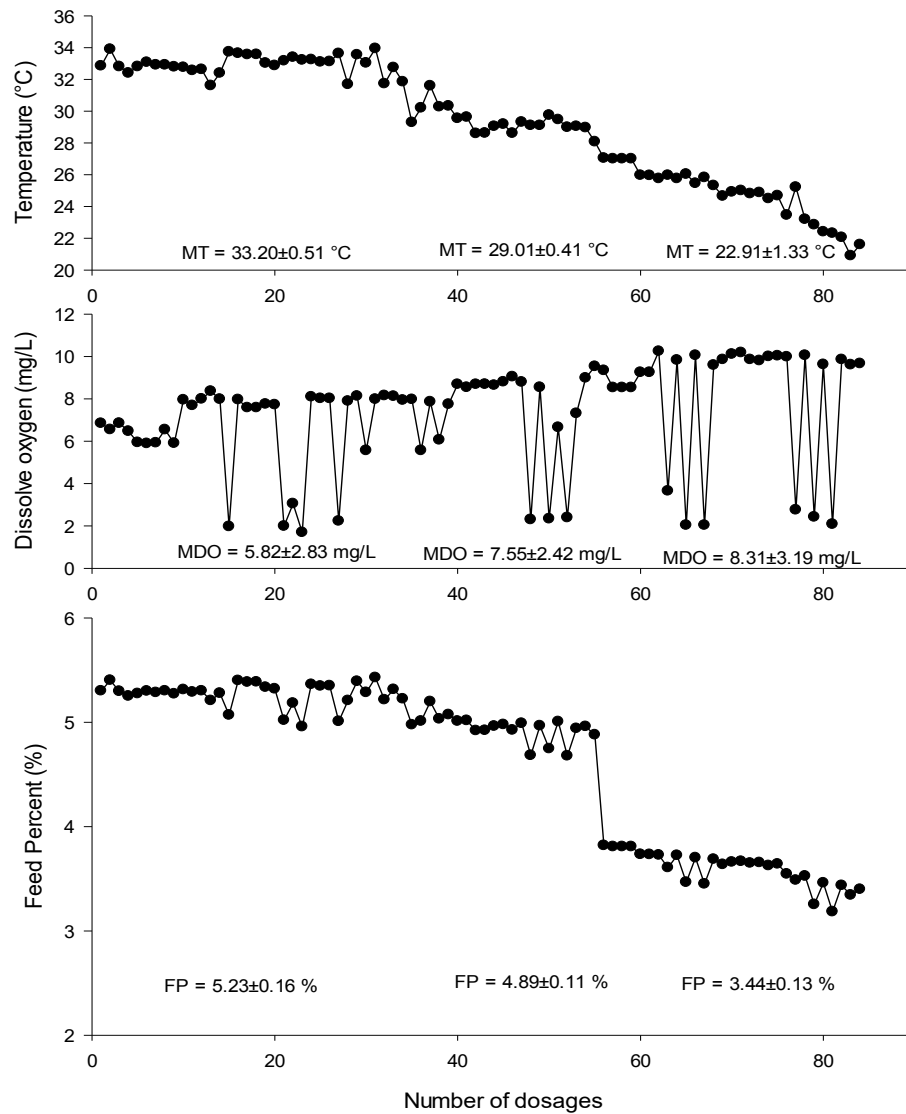 36
34
32
30
28
26
24
22
20
Temperature (°C)
MT = 33.20±0.51 °C
29.01±0.41 °C
MT = 22.91±1.33 °C
0 20 40 60 80
12
10
8
6
4
2
0
Dissolve oxygen (mg/L)
MDO = 5.82±2.83 mg/L
MDO = 7.55±2.42 mg/L
MDO = 8.31±3.19 mg/L
0 20 40 60 80
6
5
4
3
2
Feed Percent (%)
FP = 5.23±0.16 %
FP = 4.89±0.11 %
FP = 3.44±0.13 %
0 20 40 60 80
Number of dosages